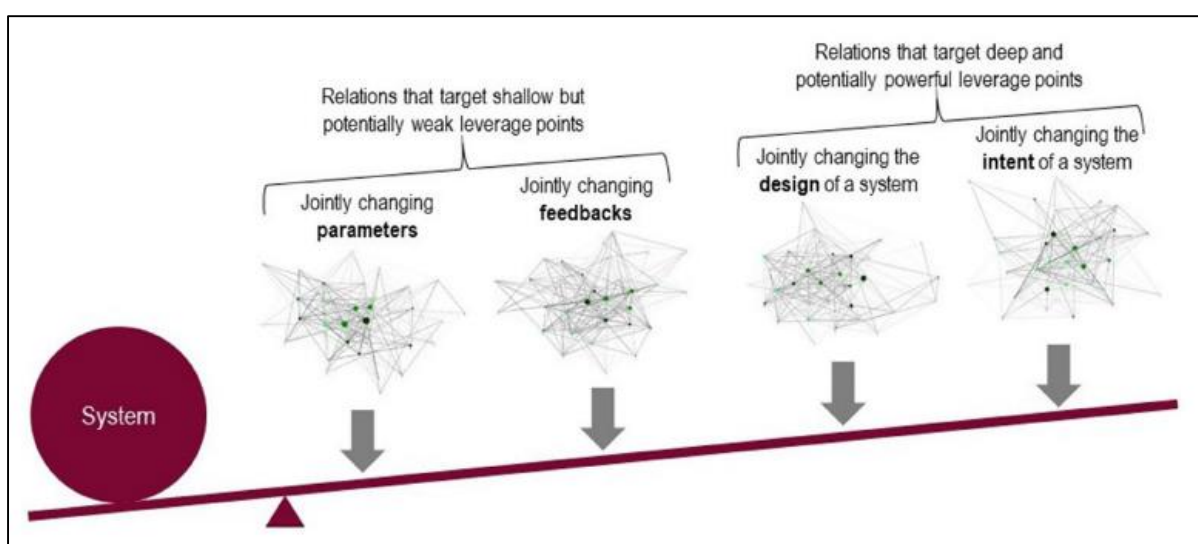 Relations that target shallow but
potentially weak leverage points
Relations that target deep and
potentially powerful leverage points
Jointly changing
parameters
Jointly changing
feedbacks
Jointly changing the
design of a system
Jointly changing the
intent of a system
System